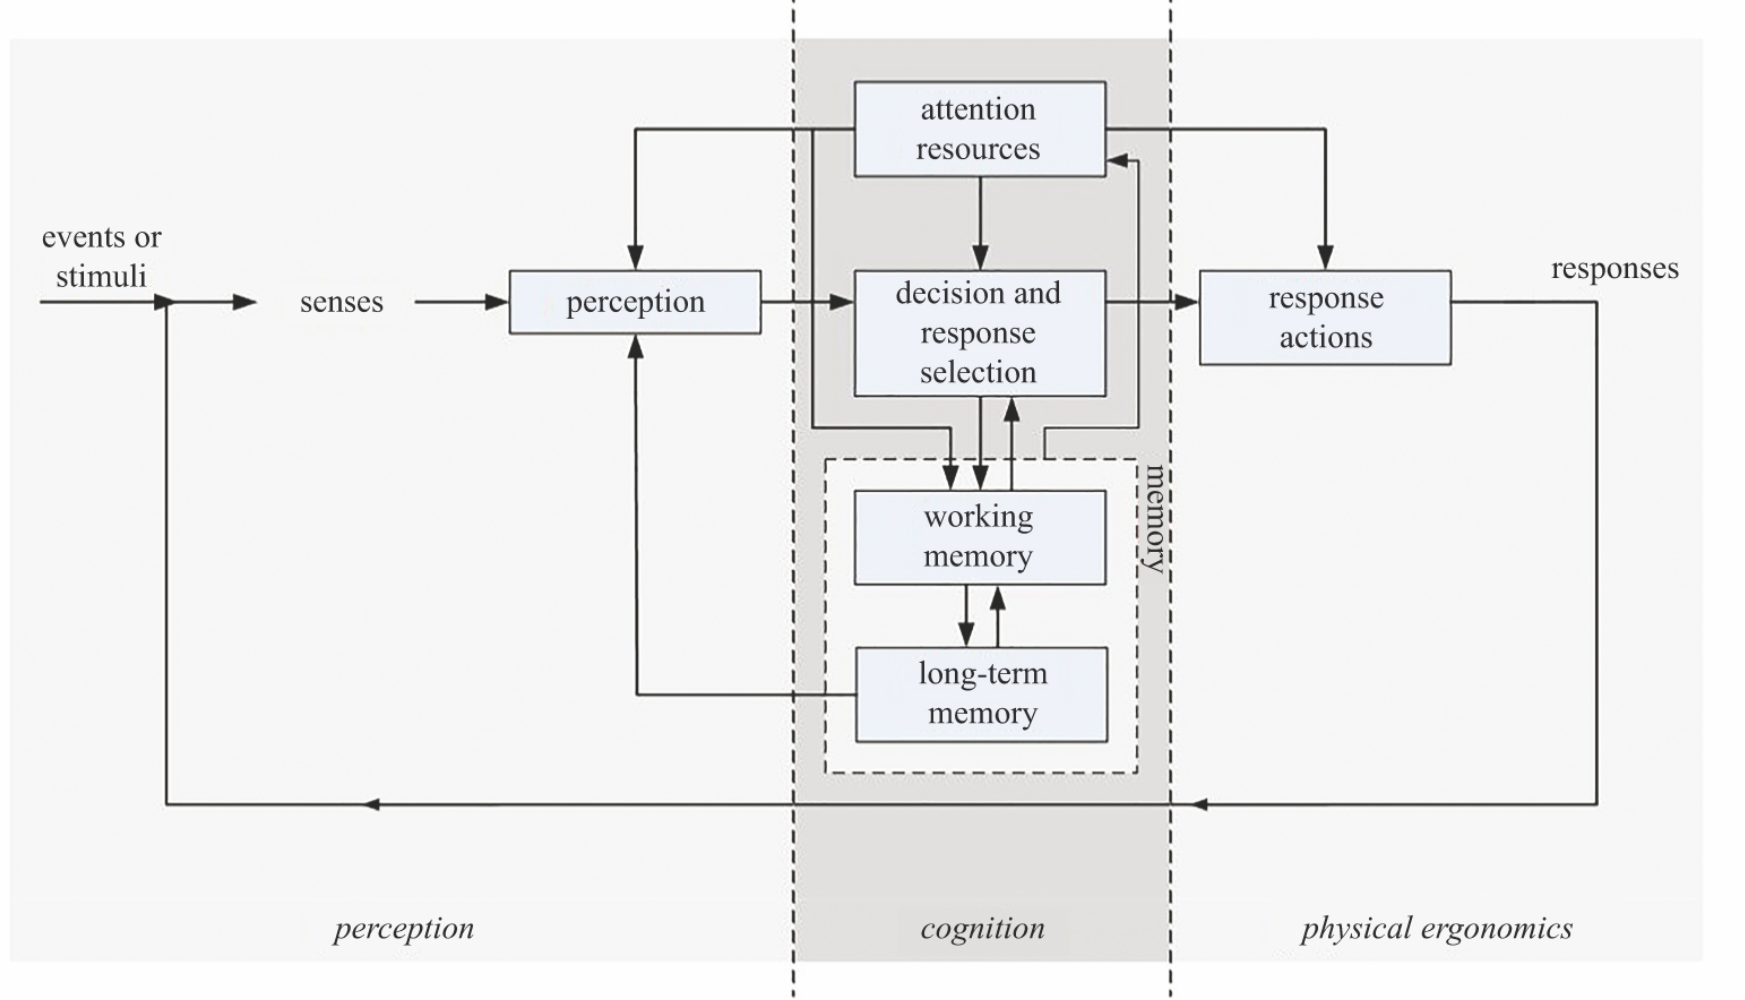 attention
resources
events or
stimuli
senses
perception
decision and
response
selection
response
actions
responses
memory
working
memory
long-term
memory
perception
cognition
physical ergonomics